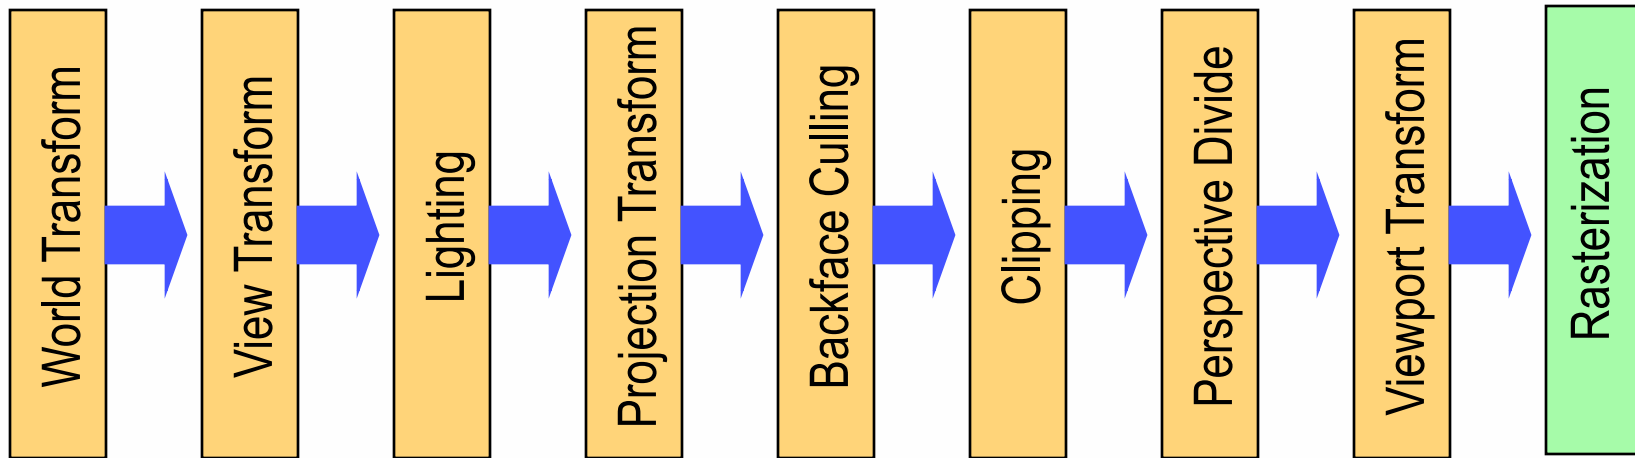 World Transform
View Transform
Lighting
Projection Transform
Backface Culling
Clipping
Perspective Divide
Viewport Transform
Rasterization